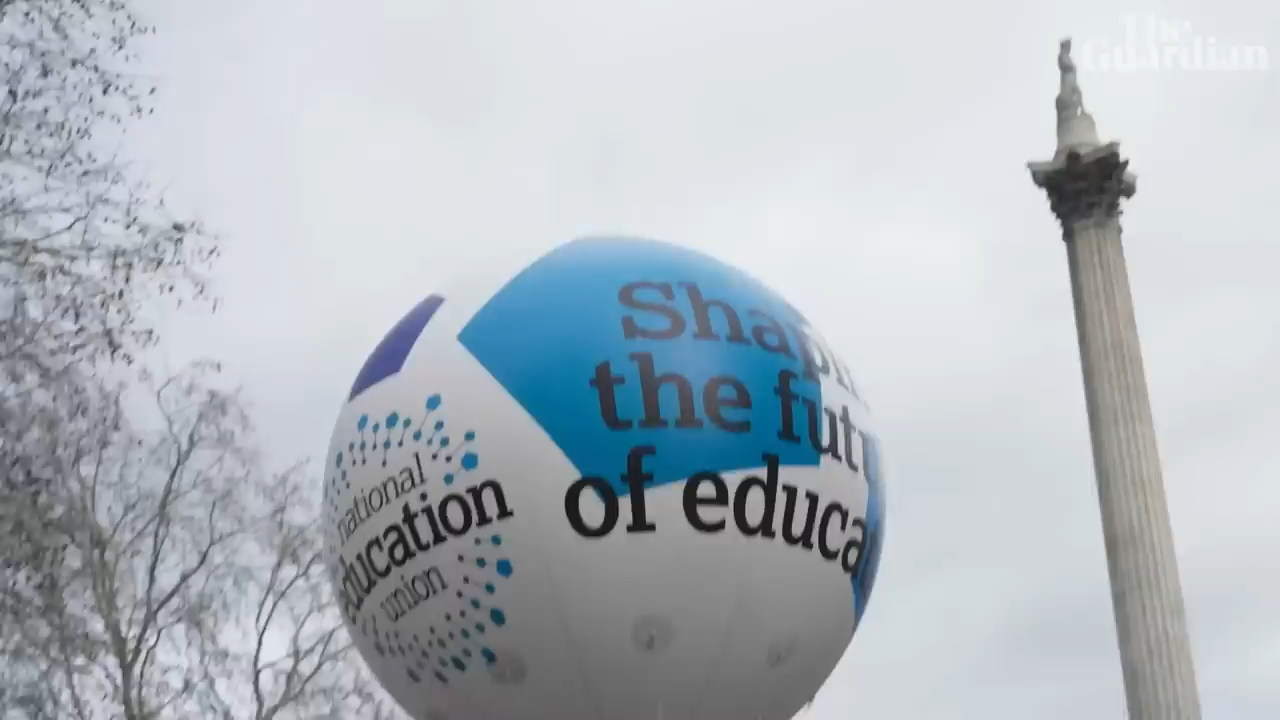 The
Guardian
Shap
the fut
of educa
national
education
union